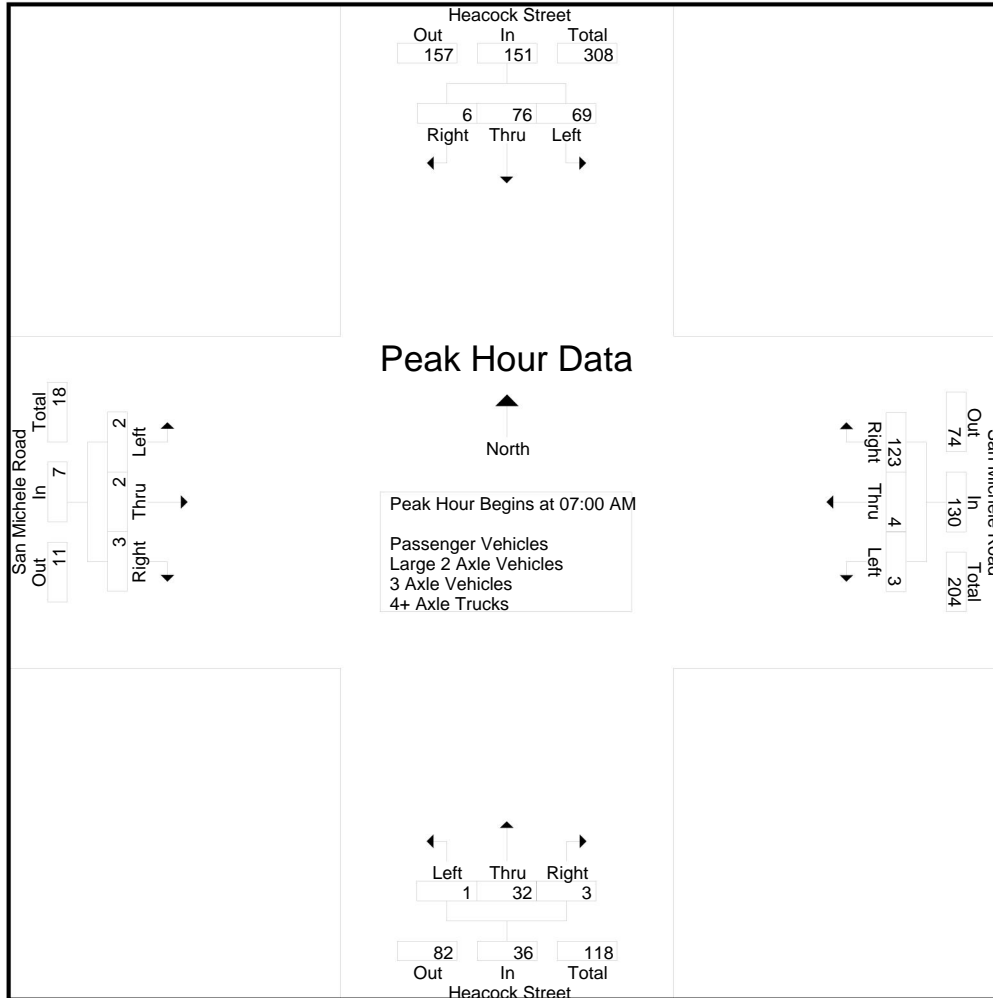 Heacock Street
Out In Total
157 151 308
6 76 69
Right Thru Left
Peak Hour Data
North
Peak Hour Begins at 07:00 AM
Passenger Vehicles
Large 2 Axle Vehicles
3 Axle Vehicles
4+ Axle Trucks
San Michele Road
Out In Total
11 7 18
3 2 2
Right Thru Left
San Michele Road
Out In Total
74 130 204
123 4 3
Right Thru Left
Left Thru Right
1 32 3
82 36 118
Out In Total
Heacock Street